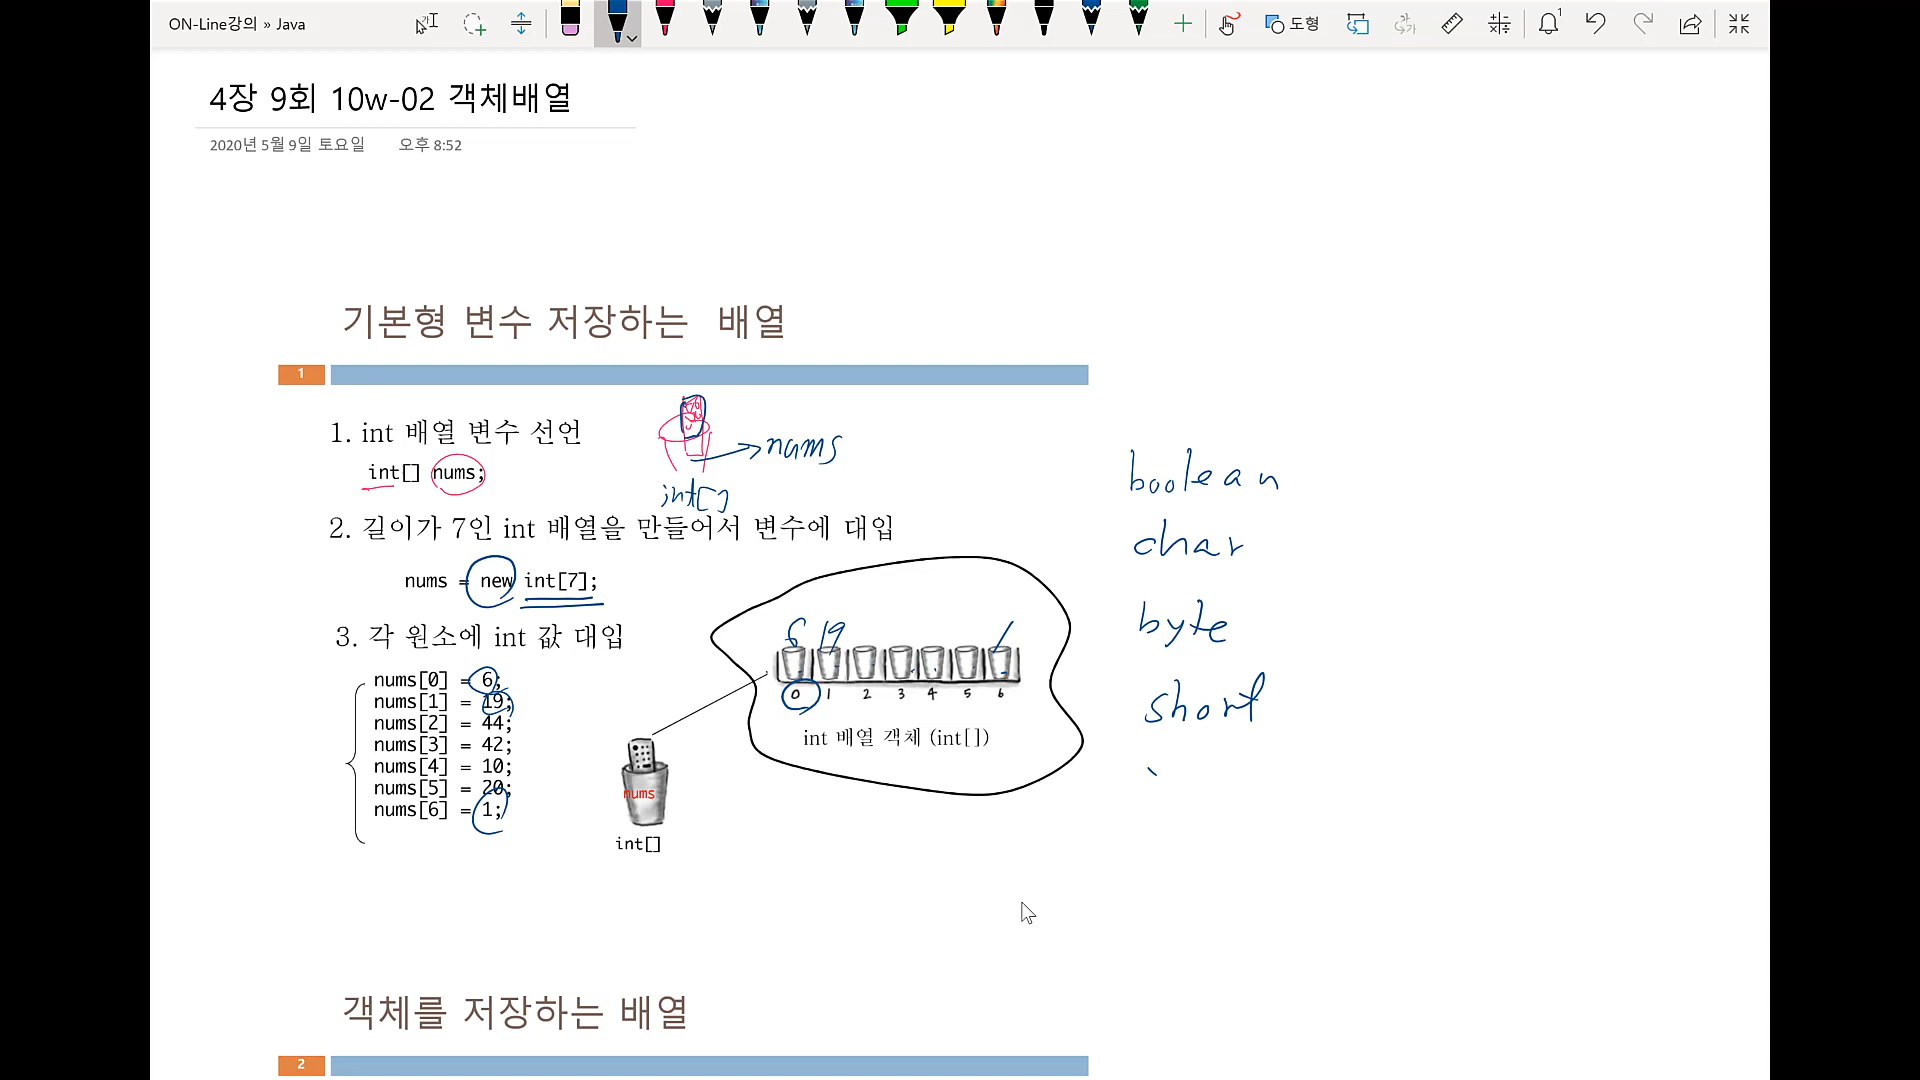 ON-Line강의 » Java
도형
1
4장 9회 10w-02 객체배열
2020년 5월 9일 토요일 오후 8:52
기본형 변수 저장하는 배열
1
1. int 배열 변수 선언
int[] nums;
nums
int[]
2. 길이가 7인 int 배열을 만들어서 변수에 대입
nums = new int[7];
3. 각 원소에 int 값 대입
nums[0] = 6;
nums[1] = 19;
nums[2] = 44;
nums[3] = 42;
nums[4] = 10;
nums[5] = 20;
nums[6] = 1;
6 19 1
0 1 2 3 4 5 6
int 배열 객체 (int[])
nums
int[]
boolean
char
byte
short
객체를 저장하는 배열
2